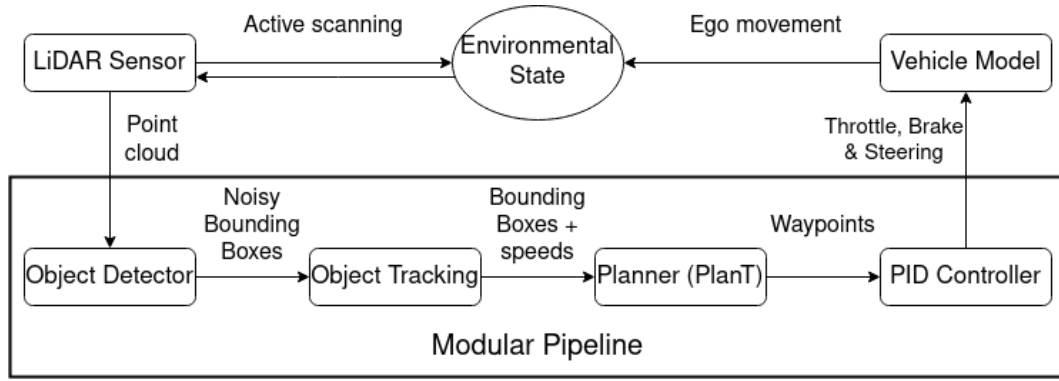 Active scanning
Ego movement
LiDAR Sensor
Environmental
State
Vehicle Model
Point
cloud
Throttle, Brake
& Steering
Noisy
Bounding
Boxes
Bounding
Boxes +
speeds
Waypoints
Object Detector
Object Tracking
Planner (PlanT)
PID Controller
Modular Pipeline